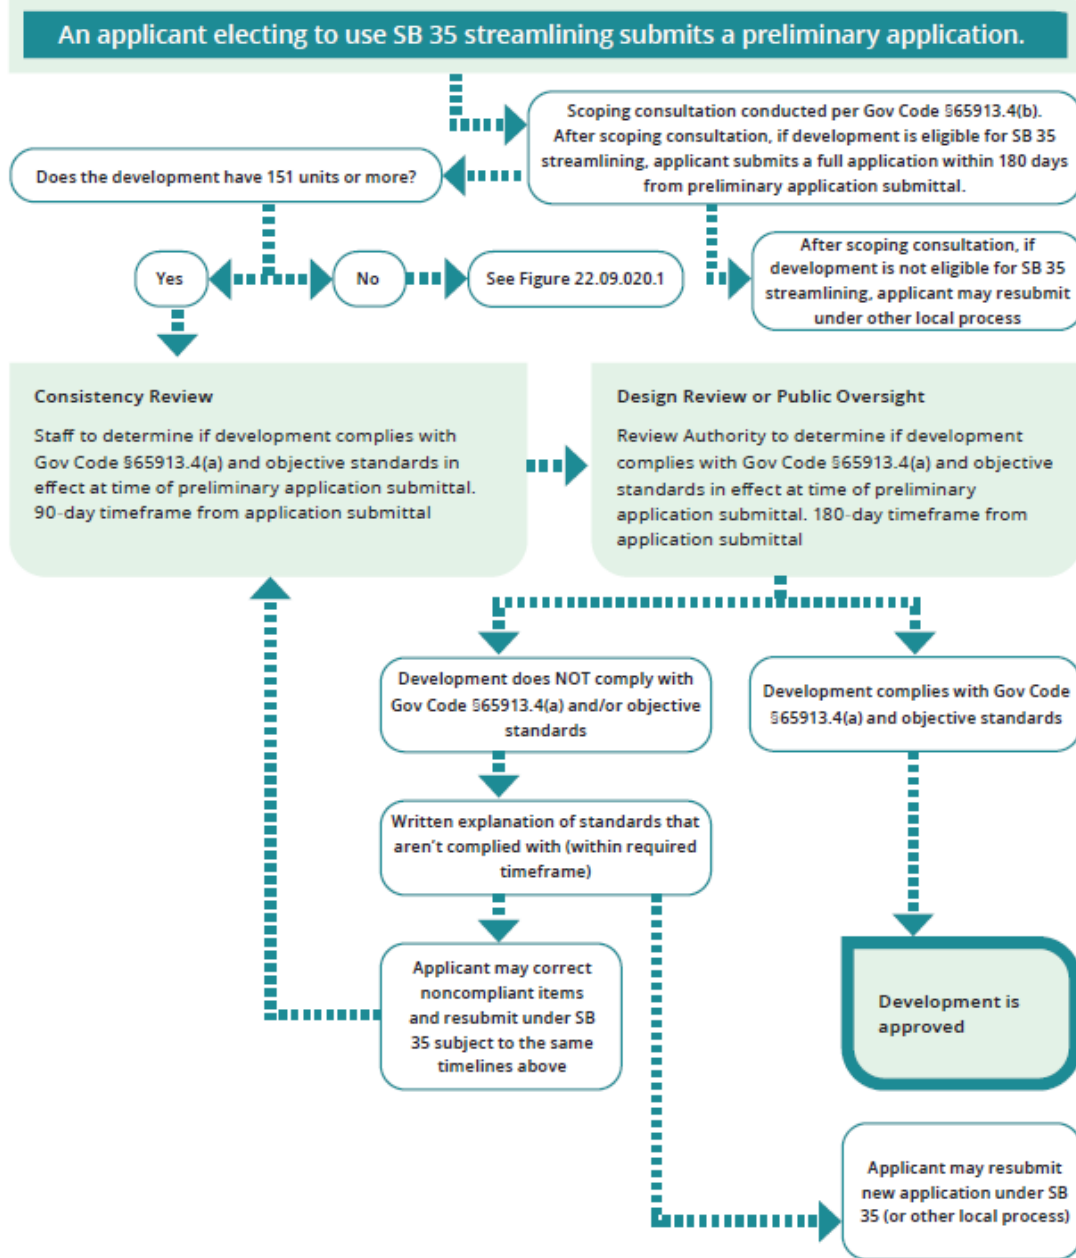 An applicant electing to use SB 35 streamlining submits a preliminary application.
Scoping consultation conducted per Gov Code §65913.4(b).
After scoping consultation, if development is eligible for SB 35
streamlining, applicant submits a full application within 180 days
from preliminary application submittal.
Does the development have 151 units or more?
After scoping consultation, if
development is not eligible for SB 35
streamlining, applicant may resubmit
under other local process
Yes
No
See Figure 22.09.020.1
Consistency Review
Staff to determine if development complies with
Gov Code §65913.4(a) and objective standards in
effect at time of preliminary application submittal.
90-day timeframe from application submittal
Design Review or Public Oversight
Review Authority to determine if development
complies with Gov Code §65913.4(a) and objective
standards in effect at time of preliminary
application submittal. 180-day timeframe from
application submittal
Development does NOT comply with
Gov Code §65913.4(a) and/or objective
standards
Development complies with Gov Code
§65913.4(a) and objective standards
Written explanation of standards that
aren't complied with (within required
timeframe)
Applicant may correct
noncompliant items
and resubmit under SB
35 subject to the same
timelines above
Development is
approved
Applicant may resubmit
new application under SB
35 (or other local process)